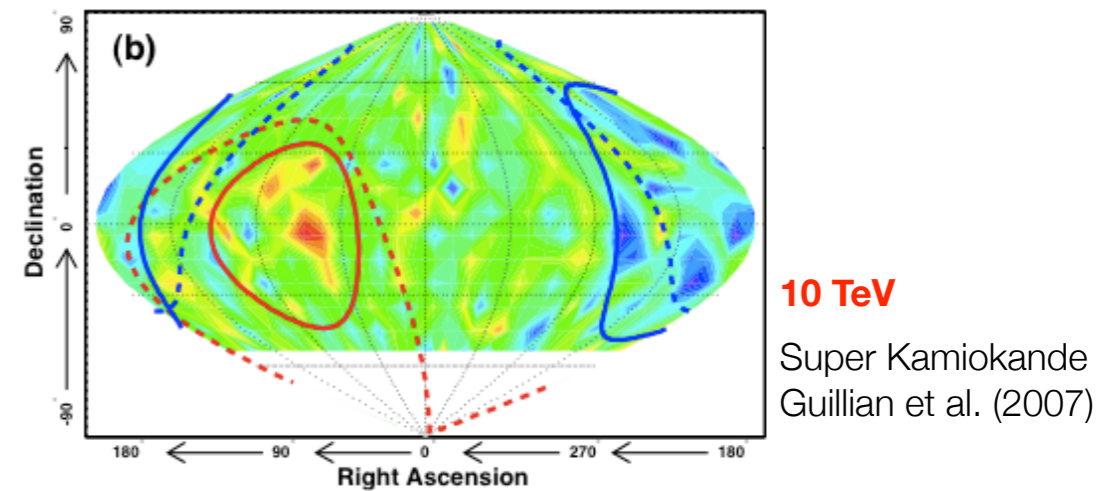 (b)
Declination
90
0
-90
180
90
0
270
180
Right Ascension
10 TeV
Super Kamiokande
Guillian et al. (2007)